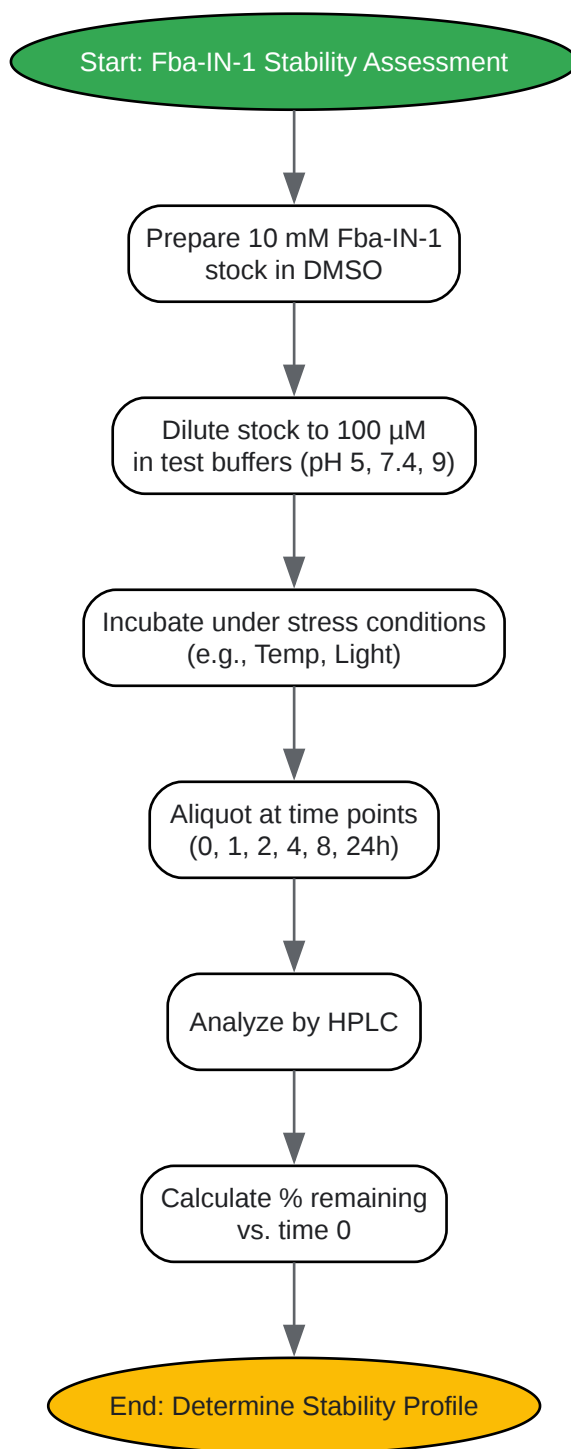 Start: Fba-IN-1 Stability Assessment
Prepare 10 mM Fba-IN-1
stock in DMSO
Dilute stock to 100 µM
in test buffers (pH 5, 7.4, 9)
Incubate under stress conditions
(e.g., Temp, Light)
Aliquot at time points
(0, 1, 2, 4, 8, 24h)
Analyze by HPLC
Calculate % remaining
vs. time 0
End: Determine Stability Profile